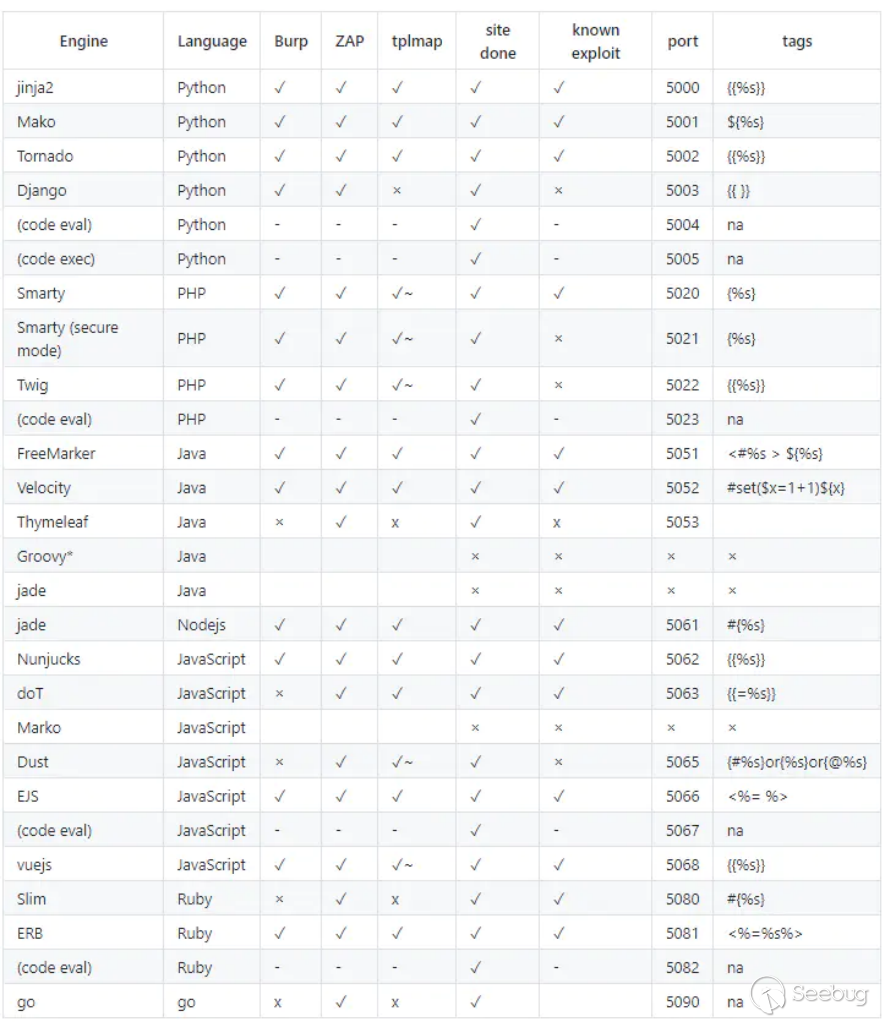 Engine Language Burp ZAP tplmap site done known exploit port tags
jinja2 Python ✓ ✓ ✓ ✓ ✓ 5000 {{%s}}
Mako Python ✓ ✓ ✓ ✓ ✓ 5001 ${%s}
Tornado Python ✓ ✓ ✓ ✓ ✓ 5002 {{%s}}
Django Python ✓ ✓ × ✓ × 5003 {{ }}
(code eval) Python - - - ✓ - 5004 na
(code exec) Python - - - ✓ - 5005 na
Smarty PHP ✓ ✓ ✓~ ✓ ✓ 5020 {%s}
Smarty (secure mode) PHP ✓ ✓ ✓~ ✓ × 5021 {%s}
Twig PHP ✓ ✓ ✓~ ✓ × 5022 {{%s}}
(code eval) PHP - - - ✓ - 5023 na
FreeMarker Java ✓ ✓ ✓ ✓ ✓ 5051 <#%s > ${%s}
Velocity Java ✓ ✓ ✓ ✓ ✓ 5052 #set($x=1+1)${x}
Thymeleaf Java × ✓ x ✓ x 5053
Groovy* Java × × × ×
jade Java × × × ×
jade Nodejs ✓ ✓ ✓ ✓ ✓ 5061 #{%s}
Nunjucks JavaScript ✓ ✓ ✓ ✓ ✓ 5062 {{%s}}
doT JavaScript × ✓ ✓ ✓ ✓ 5063 {{=%s}}
Marko JavaScript × × × ×
Dust JavaScript × ✓ ✓~ ✓ × 5065 {#%s}or{%s}or{@%s}
EJS JavaScript ✓ ✓ ✓ ✓ ✓ 5066 <%= %>
(code eval) JavaScript - - - ✓ - 5067 na
vuejs JavaScript ✓ ✓ ✓~ ✓ ✓ 5068 {{%s}}
Slim Ruby × ✓ x ✓ ✓ 5080 #{%s}
ERB Ruby ✓ ✓ ✓ ✓ ✓ 5081 <%=%s%>
(code eval) Ruby - - - ✓ - 5082 na
go go x ✓ x ✓ 5090 na
Seebug